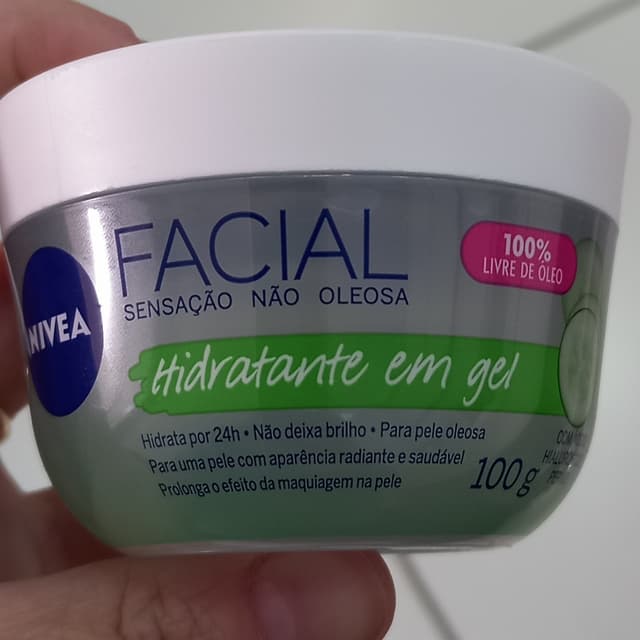 FACIAL
SENSAÇÃO NÃO OLEOSA
100%
LIVRE DE ÓLEO
NIVEA
Hidratante em gel
Hidrata por 24h • Não deixa brilho • Para pele oleosa
Para uma pele com aparência radiante e saudável
Prolonga o efeito da maquiagem na pele
100g